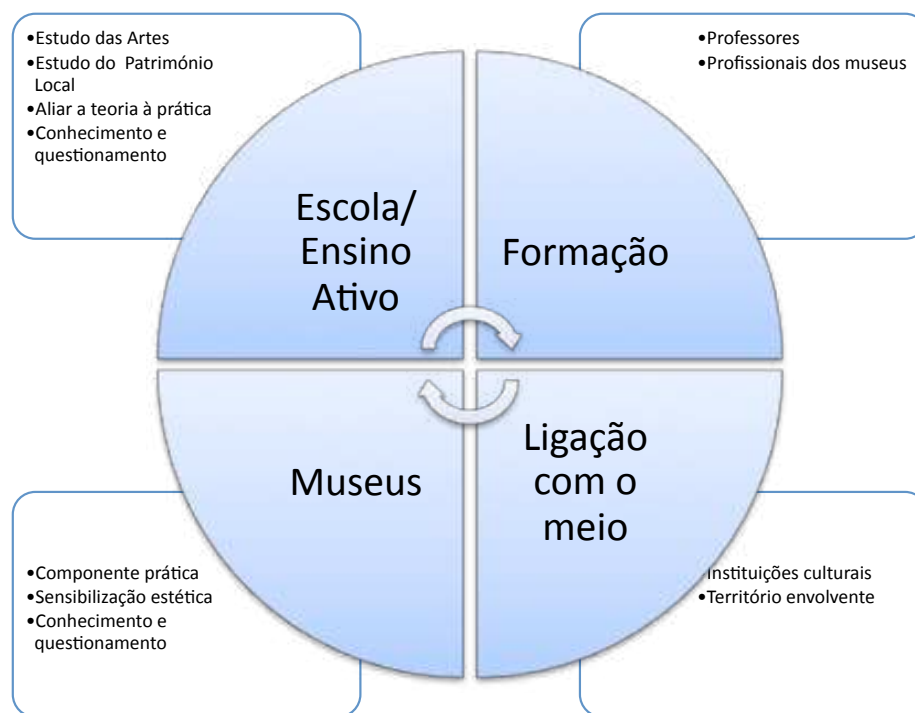 •Estudo das Artes
•Estudo do Património
Local
•Aliar a teoria à prática
•Conhecimento e
questionamento
•Professores
•Profissionais dos museus
Escola/
Ensino
Ativo
Formação
Museus
Ligação
com o
meio
•Componente prática
•Sensibilização estética
•Conhecimento e
questionamento
Instituições culturais
•Território envolvente